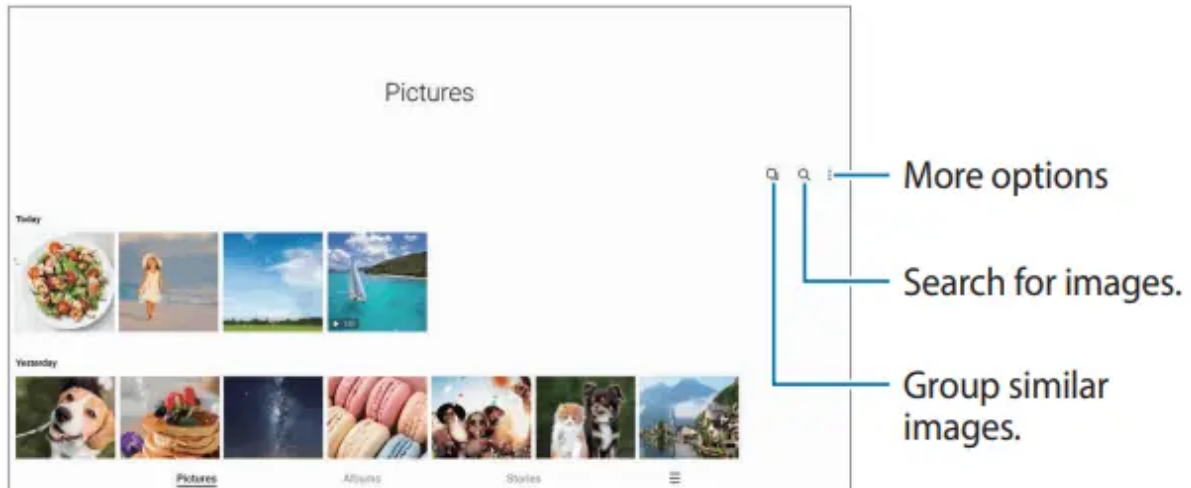 Pictures
More options
Today
Search for images.
Yesterday
Group similar
images.
Pictures
Albums
Stories